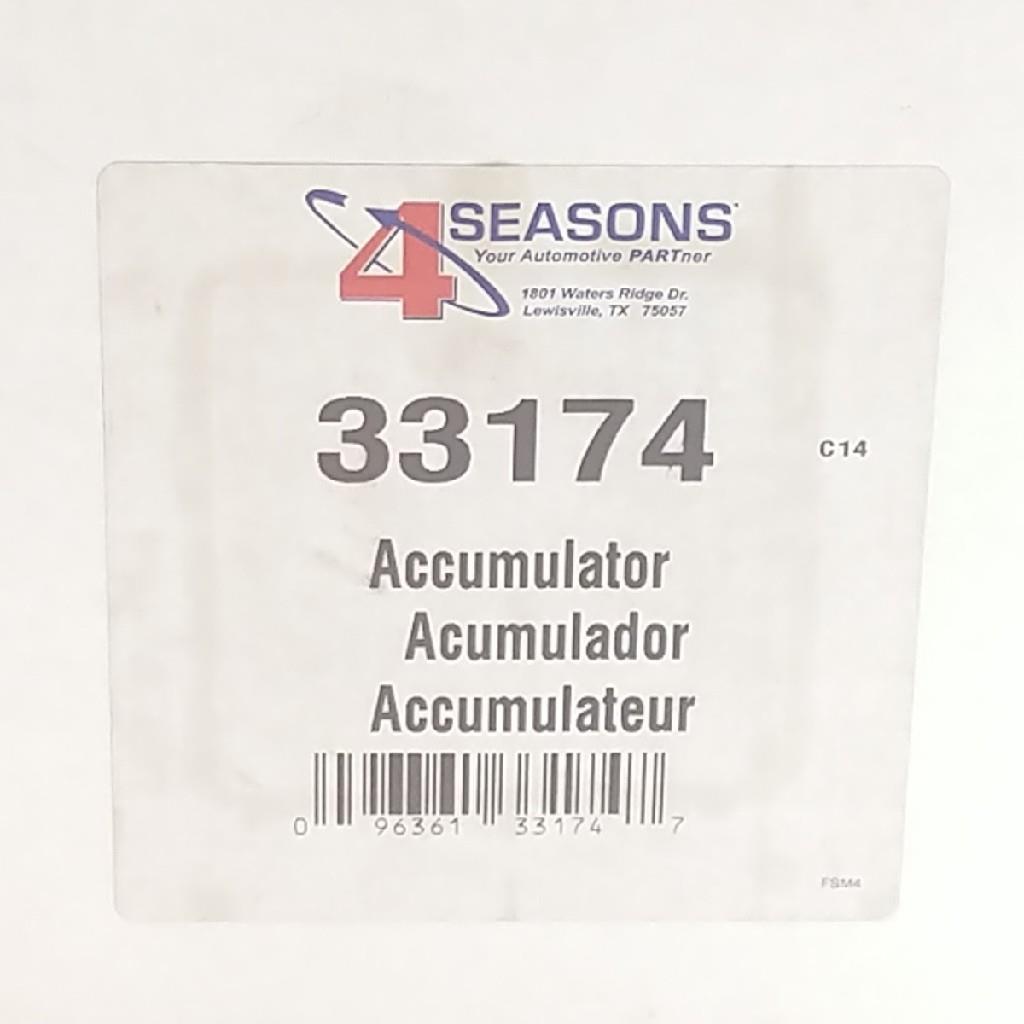 4 SEASONS
Your Automotive PARTner
1801 Waters Ridge Dr.
Lewisville, TX 75057
33174
C14
Accumulator
Acumulador
Accumulateur
0 96361 33174 7
FSM4